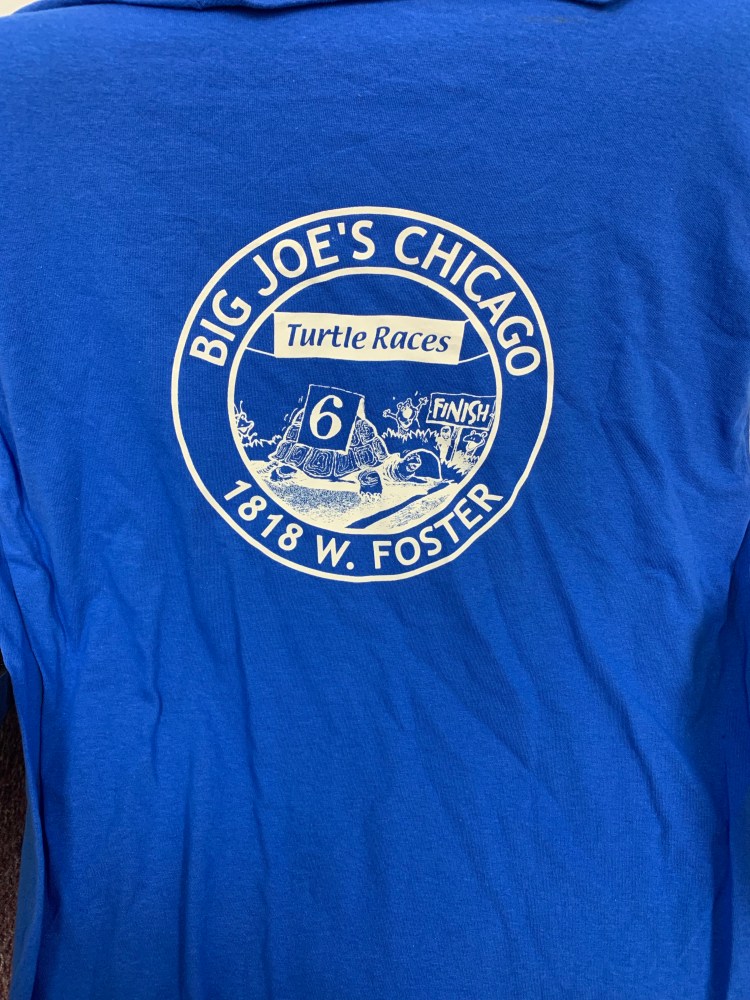 BIG JOE'S CHICAGO
Turtle Races
6
FINISH
1818 W. FOSTER